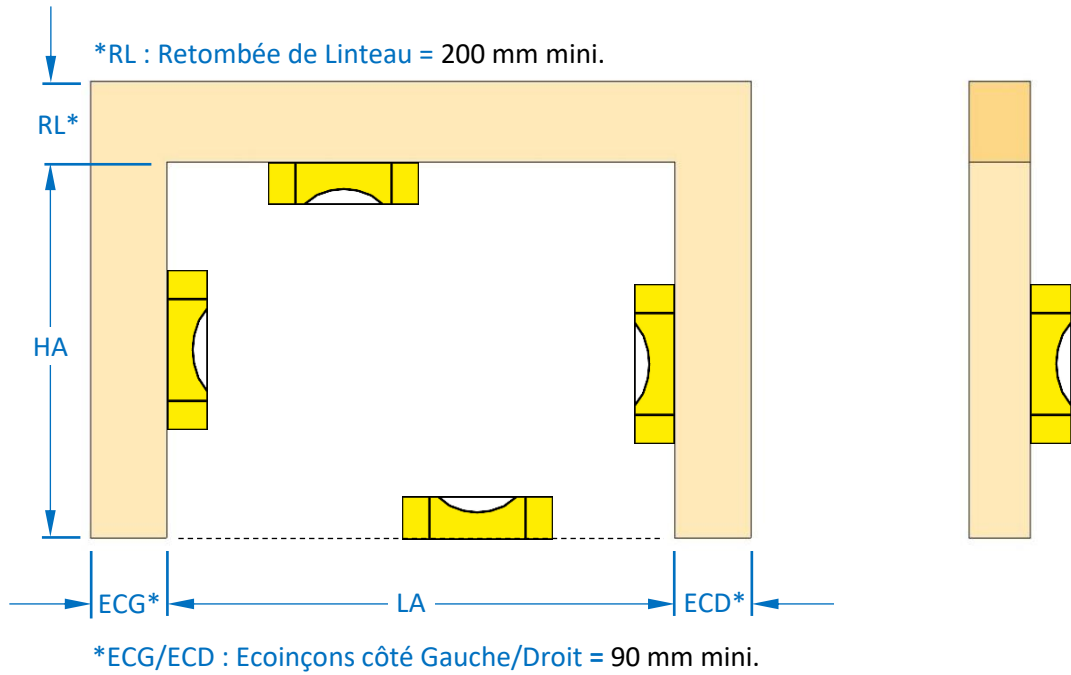 *RL : Retombée de Linteau = 200 mm mini.
RL*
HA
ECG*
LA
ECD*
*ECG/ECD : Ecoinçons côté Gauche/Droit = 90 mm mini.